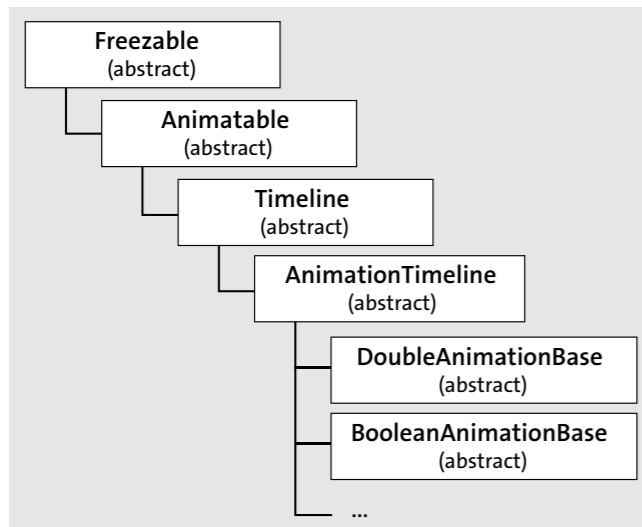 Freezable
(abstract)
Animatable
(abstract)
Timeline
(abstract)
AnimationTimeline
(abstract)
DoubleAnimationBase
(abstract)
BooleanAnimationBase
(abstract)
...